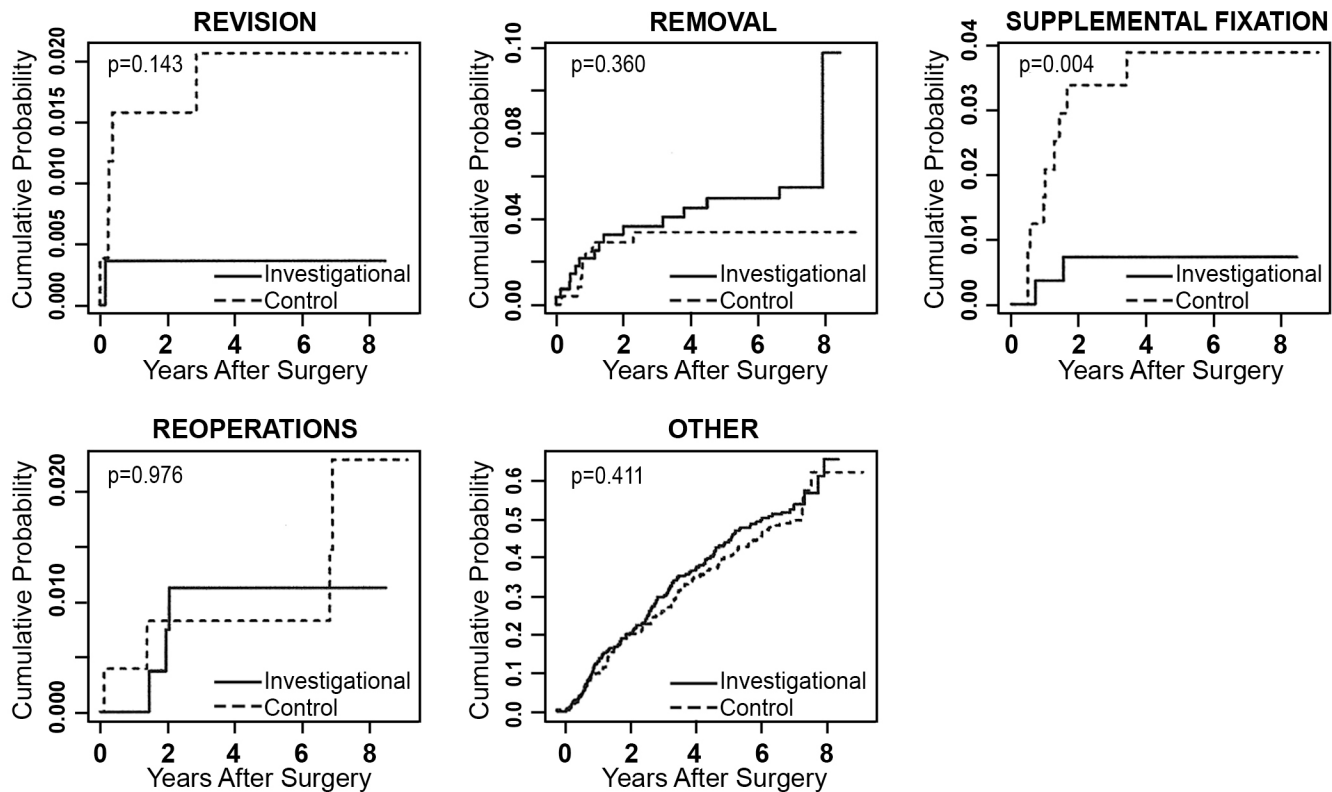 REVISION
p=0.143
Cumulative Probability
0.020
0.015
0.010
0.005
0.000
Investigational
Control
0 2 4 6 8
Years After Surgery
REMOVAL
p=0.360
Cumulative Probability
0.10
0.08
0.04
0.00
Investigational
Control
0 2 4 6 8
Years After Surgery
SUPPLEMENTAL FIXATION
p=0.004
Cumulative Probability
0.04
0.03
0.02
0.01
0.00
Investigational
Control
0 2 4 6 8
Years After Surgery
REOPERATIONS
p=0.976
Cumulative Probability
0.020
0.010
0.000
Investigational
Control
0 2 4 6 8
Years After Surgery
OTHER
p=0.411
Cumulative Probability
0.6
0.5
0.4
0.3
0.2
0.1
0.0
Investigational
Control
0 2 4 6 8
Years After Surgery